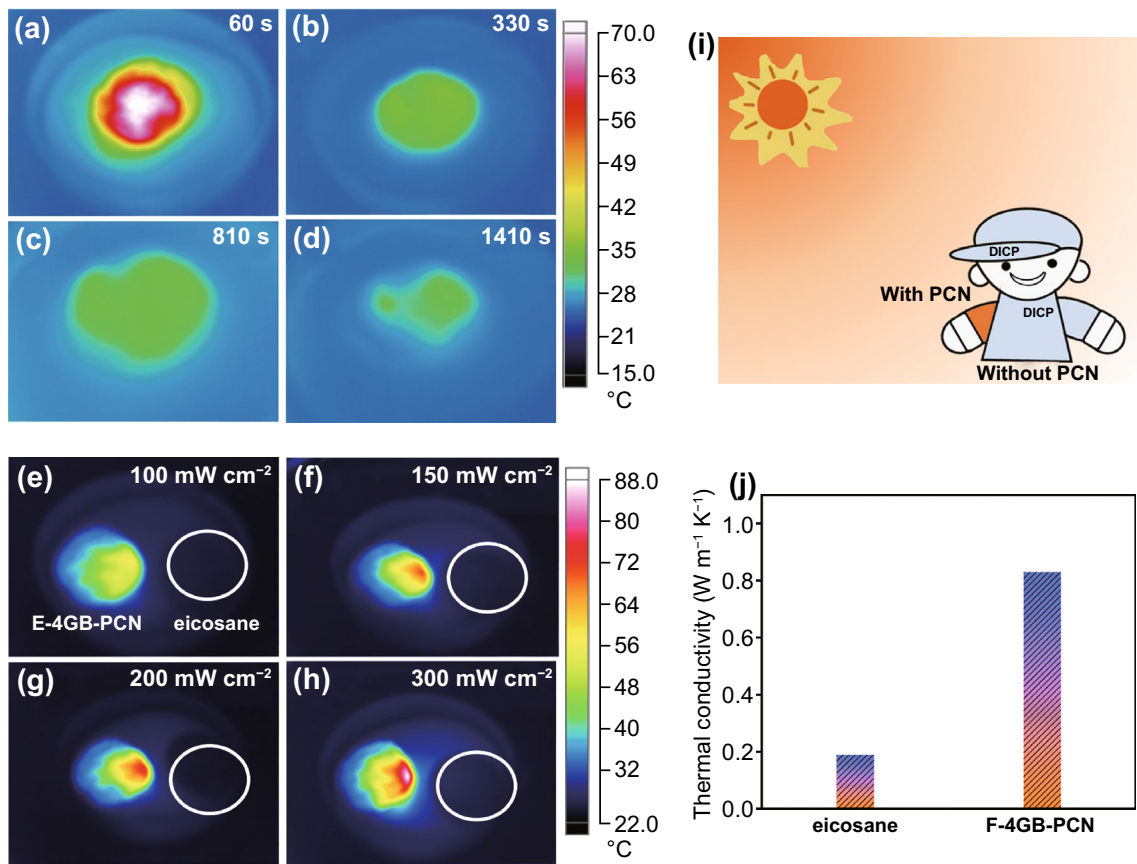 (a) 60 s
(b) 330 s
(c) 810 s
(d) 1410 s
70.0
63
56
49
42
35
28
21
15.0
°C
(i)
DICP
With PCN
DICP
Without PCN
(e) 100 mW cm⁻²
E-4GB-PCN eicosane
(f) 150 mW cm⁻²
(g) 200 mW cm⁻²
(h) 300 mW cm⁻²
88.0
80
72
64
56
48
40
32
22.0
°C
(j)
Thermal conductivity (W m⁻¹ K⁻¹)
1.0
0.8
0.6
0.4
0.2
0.0
eicosane F-4GB-PCN